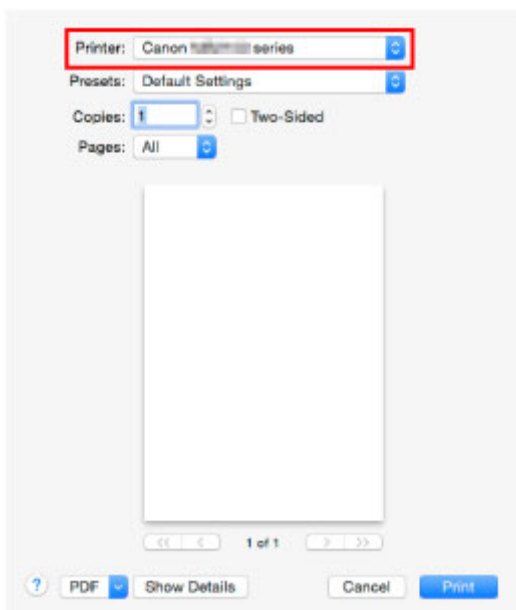 Printer: Canon series
Presets: Default Settings
Copies: 1 Two-Sided
Pages: All
<< < 1 of 1 > >>
? PDF Show Details Cancel Print